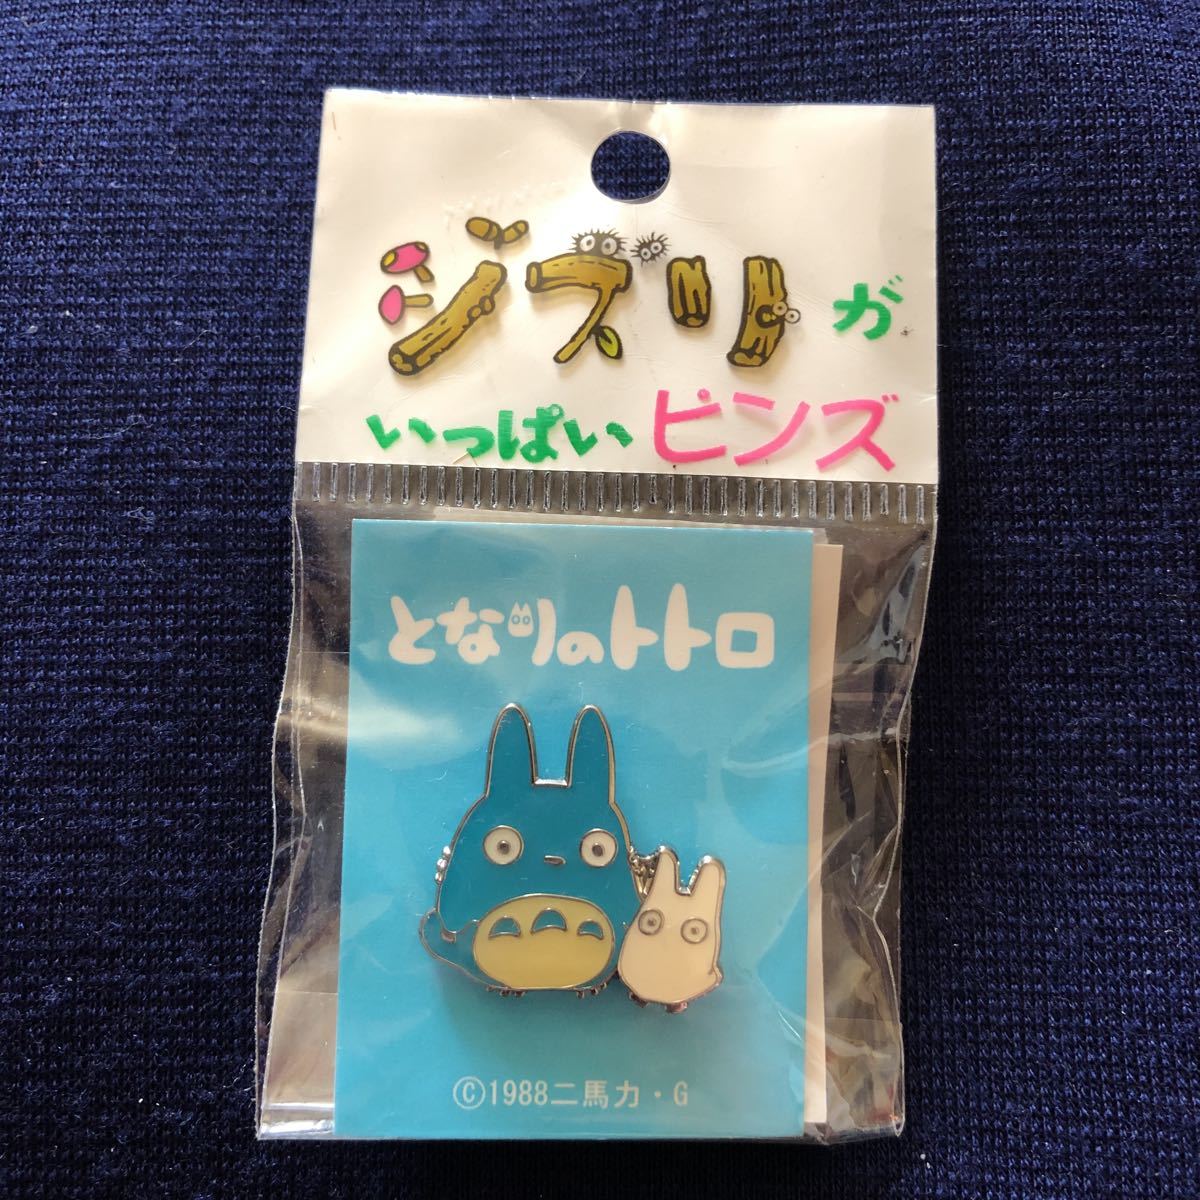 ジブリが
いっぱいピンズ
となりのトトロ
©1988二馬力・G